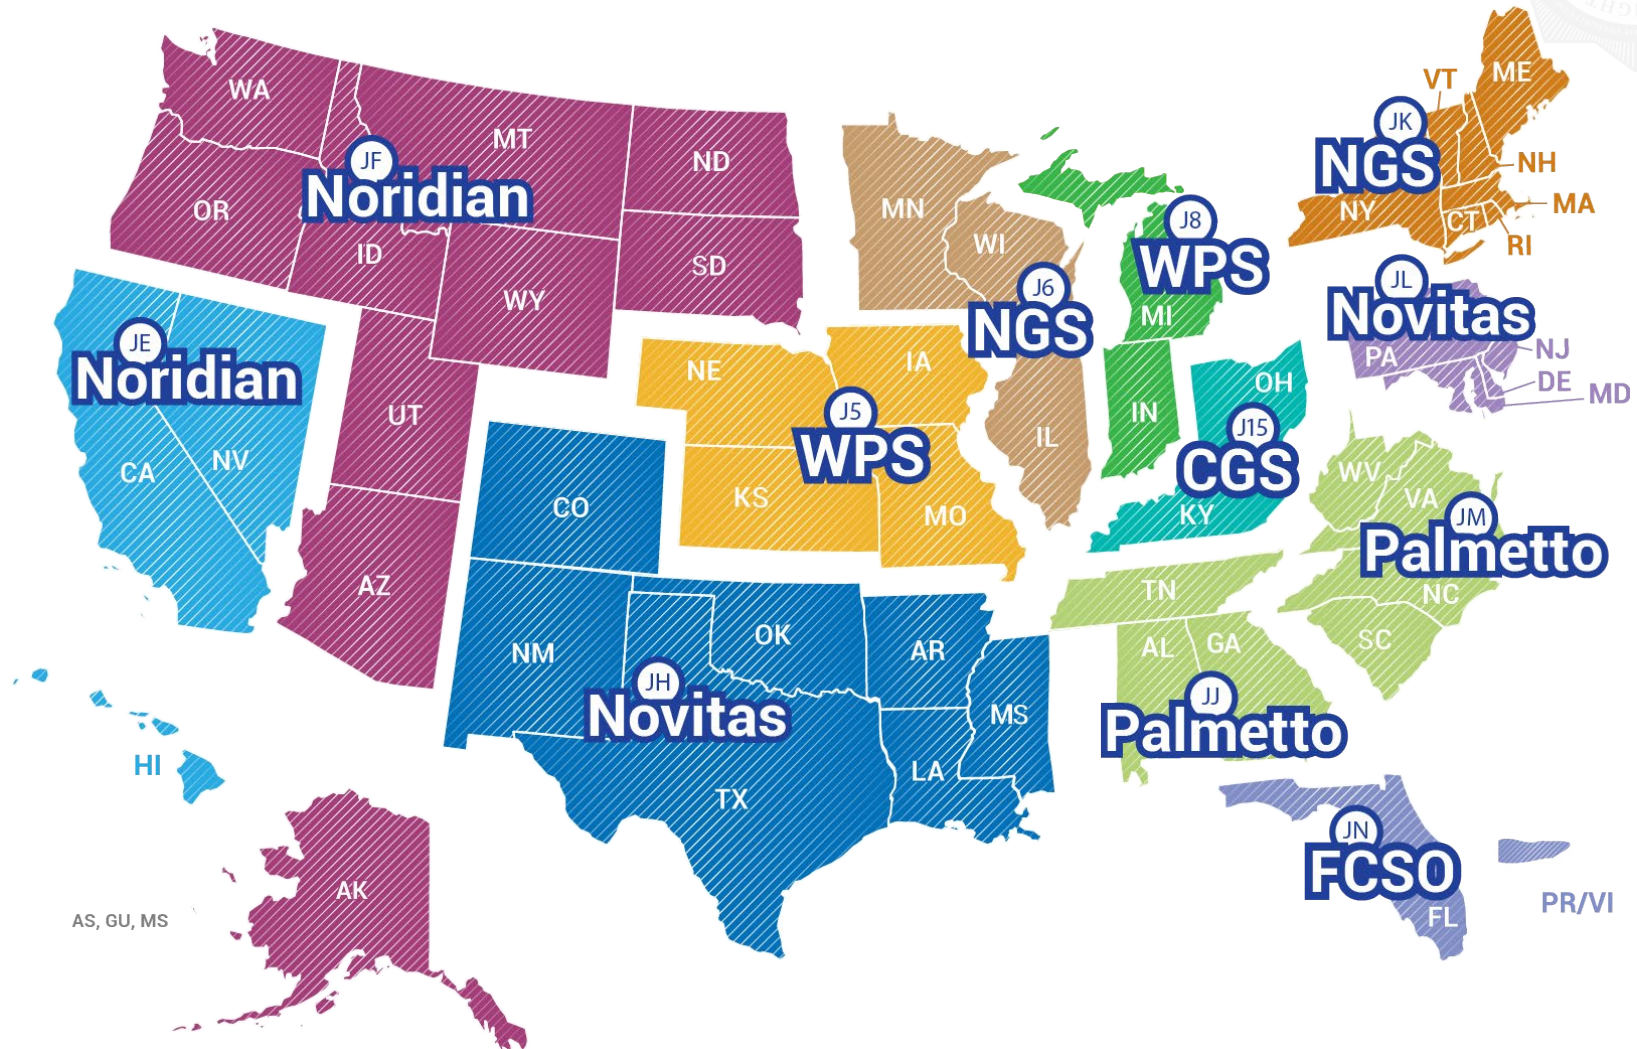 WA
MT
ND
OR
ID
WY
SD
JF
Noridian
MN
WI
IL
J6
NGS
J8
WPS
MI
IN
VT
ME
JK
NGS
NH
NY
CT
MA
RI
JL
Novitas
PA
NJ
DE
MD
JE
Noridian
CA
NV
UT
AZ
NE
IA
J5
WPS
KS
MO
OH
J15
CGS
KY
WV
VA
JM
Palmetto
NC
SC
TN
AL
GA
JJ
Palmetto
CO
NM
OK
AR
JH
Novitas
MS
LA
TX
HI
AK
AS, GU, MS
JN
FCSO
FL
PR/VI